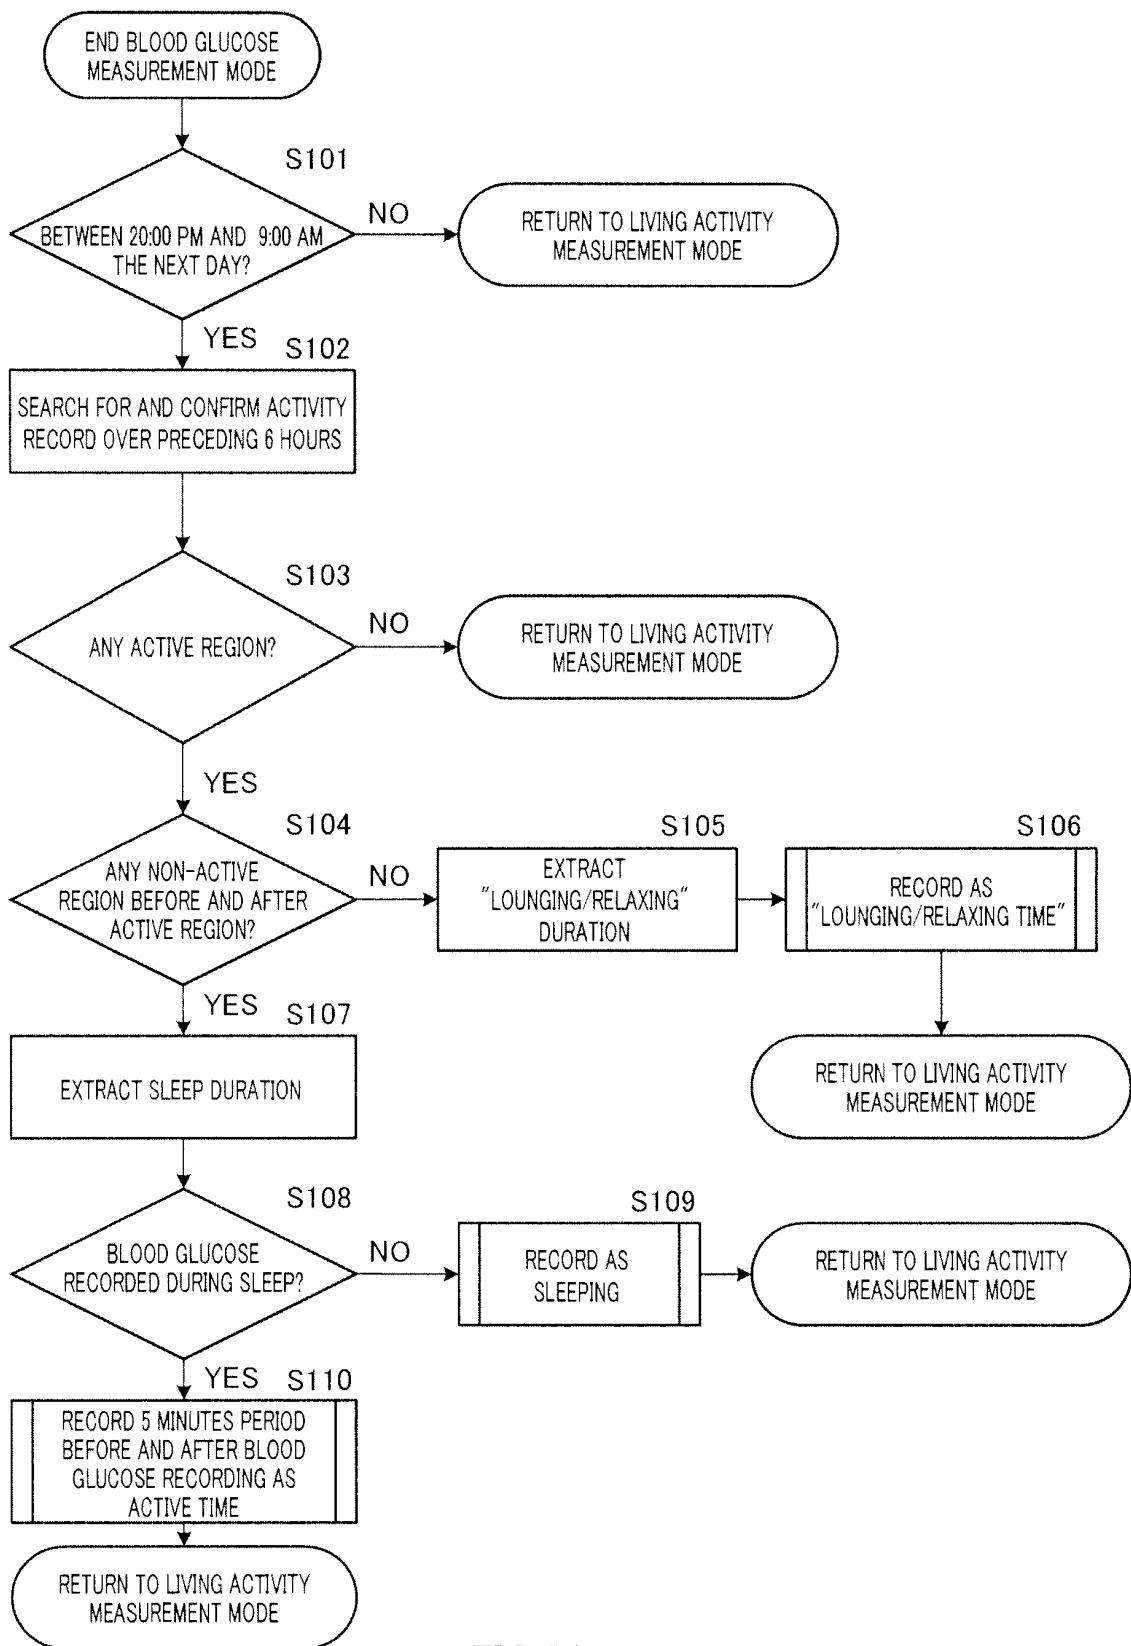 END BLOOD GLUCOSE
MEASUREMENT MODE
S101
BETWEEN 20:00 PM AND 9:00 AM
THE NEXT DAY?
NO
RETURN TO LIVING ACTIVITY
MEASUREMENT MODE
YES
S102
SEARCH FOR AND CONFIRM ACTIVITY
RECORD OVER PRECEDING 6 HOURS
S103
ANY ACTIVE REGION?
NO
RETURN TO LIVING ACTIVITY
MEASUREMENT MODE
YES
S104
ANY NON-ACTIVE
REGION BEFORE AND AFTER
ACTIVE REGION?
NO
S105
EXTRACT
"LOUNGING/RELAXING"
DURATION
S106
RECORD AS
"LOUNGING/RELAXING TIME"
RETURN TO LIVING ACTIVITY
MEASUREMENT MODE
YES
S107
EXTRACT SLEEP DURATION
S108
BLOOD GLUCOSE
RECORDED DURING SLEEP?
NO
S109
RECORD AS
SLEEPING
RETURN TO LIVING ACTIVITY
MEASUREMENT MODE
YES
S110
RECORD 5 MINUTES PERIOD
BEFORE AND AFTER BLOOD
GLUCOSE RECORDING AS
ACTIVE TIME
RETURN TO LIVING ACTIVITY
MEASUREMENT MODE